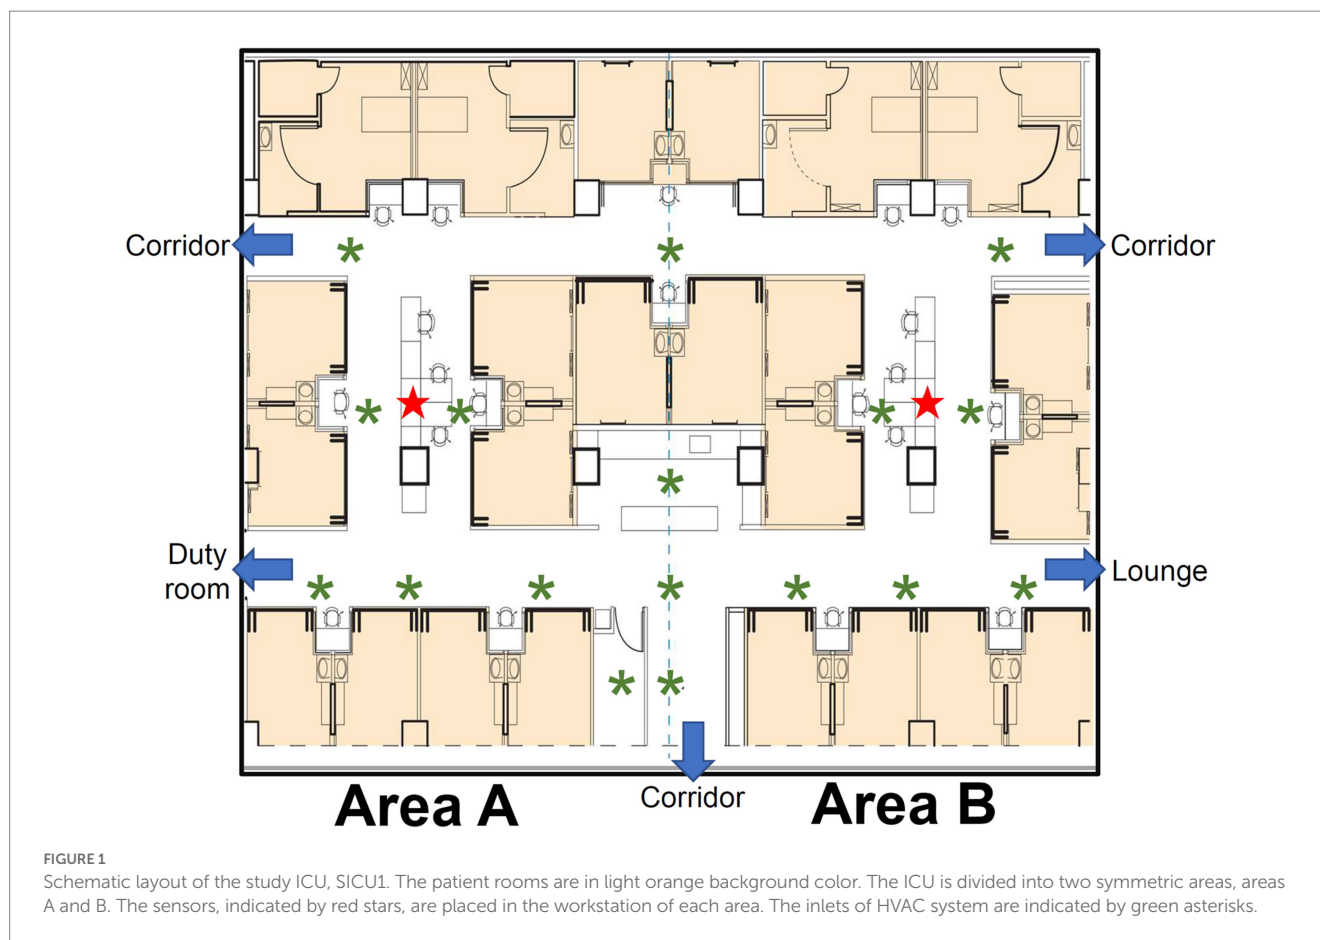 Corridor
Corridor
Duty
room
Lounge
Corridor
Area A
Area B
FIGURE 1
Schematic layout of the study ICU, SICU1. The patient rooms are in light orange background color. The ICU is divided into two symmetric areas, areas
A and B. The sensors, indicated by red stars, are placed in the workstation of each area. The inlets of HVAC system are indicated by green asterisks.